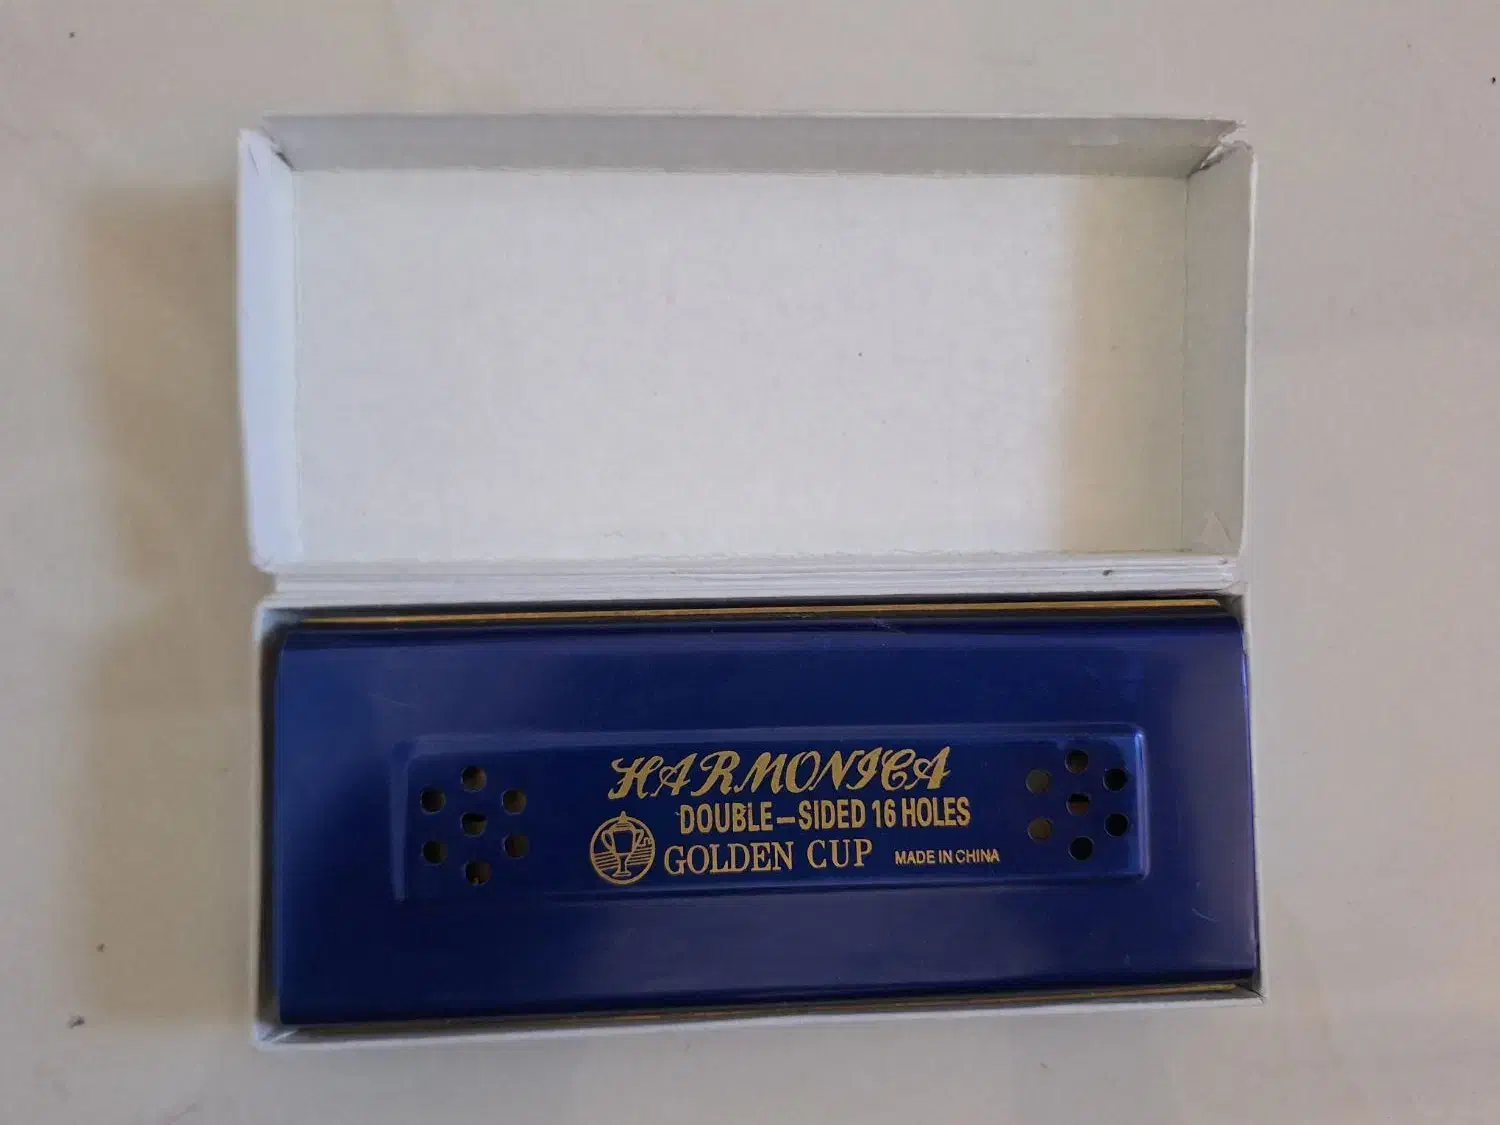 HARMONICA
DOUBLE-SIDED 16 HOLES
GOLDEN CUP MADE IN CHINA